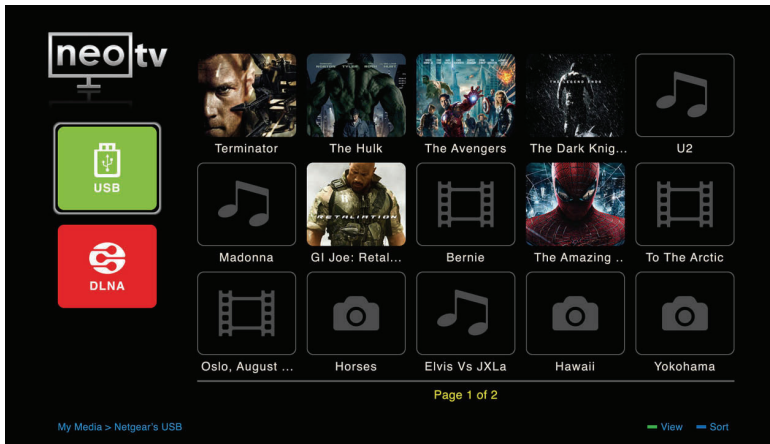 neotv
Terminator
The Hulk
The Avengers
The Dark Knig...
U2
USB
Madonna
RETALIATION
GI Joe: Retal...
Bernie
The Amazing ..
To The Arctic
DLNA
Oslo, August ...
Horses
Elvis Vs JXLa
Hawaii
Yokohama
Page 1 of 2
My Media > Netgear's USB
View
Sort